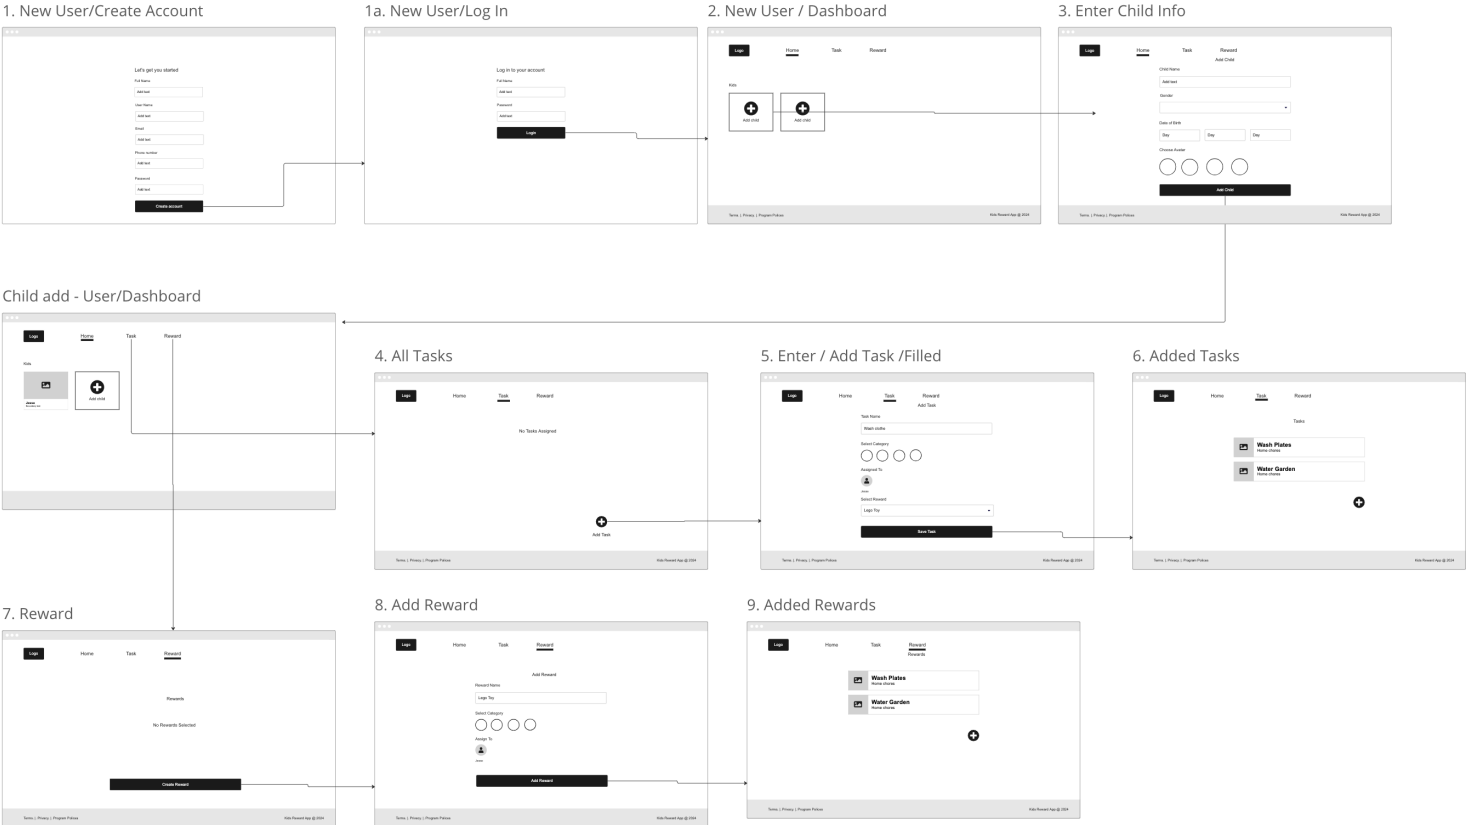 1. New User/Create Account
Let's get you started
Full Name
Add text
User Name
Add text
Email
Add text
Phone number
Add text
Password
Add text
Create account
1a. New User/Log In
Log in to your account
Full Name
Add text
Password
Add text
Login
2. New User / Dashboard
Logo
Home
Task
Reward
Kids
Add child
Add child
Terms | Privacy | Program Policies
Kids Reward App @ 2024
3. Enter Child Info
Logo
Home
Task
Reward
Add Child
Child Name
Add text
Gender
Date of Birth
Day
Day
Day
Choose Avatar
Add Child
Terms | Privacy | Program Policies
Kids Reward App @ 2024
Child add - User/Dashboard
Logo
Home
Task
Reward
Kids
Add child
4. All Tasks
Logo
Home
Task
Reward
No Tasks Assigned
Add Task
Terms | Privacy | Program Policies
Kids Reward App @ 2024
5. Enter / Add Task /Filled
Logo
Home
Task
Reward
Add Task
Task Name
Wash cloths
Select Category
Assigned To
Select Reward
Lego Toy
Save Task
Terms | Privacy | Program Policies
Kids Reward App @ 2024
6. Added Tasks
Logo
Home
Task
Reward
Tasks
Wash Plates
Home chores
Water Garden
Home chores
Terms | Privacy | Program Policies
Kids Reward App @ 2024
7. Reward
Logo
Home
Task
Reward
Rewards
No Rewards Selected
Create Reward
Terms | Privacy | Program Policies
Kids Reward App @ 2024
8. Add Reward
Logo
Home
Task
Reward
Add Reward
Reward Name
Lego Toy
Select Category
Assign To
Add Reward
Terms | Privacy | Program Policies
Kids Reward App @ 2024
9. Added Rewards
Logo
Home
Task
Reward
Rewards
Wash Plates
Home chores
Water Garden
Home chores
Terms | Privacy | Program Policies
Kids Reward App @ 2024